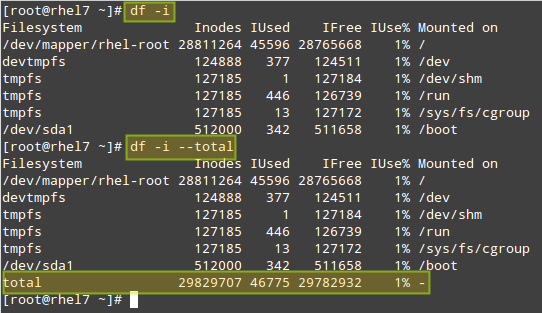 [root@rhel7 ~]# df -i
Filesystem Inodes IUsed IFree IUse% Mounted on
/dev/mapper/rhel-root 28811264 45596 28765668 1% /
devtmpfs 124888 377 124511 1% /dev
tmpfs 127185 1 127184 1% /dev/shm
tmpfs 127185 446 126739 1% /run
tmpfs 127185 13 127172 1% /sys/fs/cgroup
/dev/sda1 512000 342 511658 1% /boot
[root@rhel7 ~]# df -i --total
Filesystem Inodes IUsed IFree IUse% Mounted on
/dev/mapper/rhel-root 28811264 45596 28765668 1% /
devtmpfs 124888 377 124511 1% /dev
tmpfs 127185 1 127184 1% /dev/shm
tmpfs 127185 446 126739 1% /run
tmpfs 127185 13 127172 1% /sys/fs/cgroup
/dev/sda1 512000 342 511658 1% /boot
total 29829707 46775 29782932 1% -
[root@rhel7 ~]#